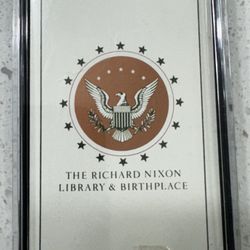 THE RICHARD NIXON
LIBRARY & BIRTHPLACE